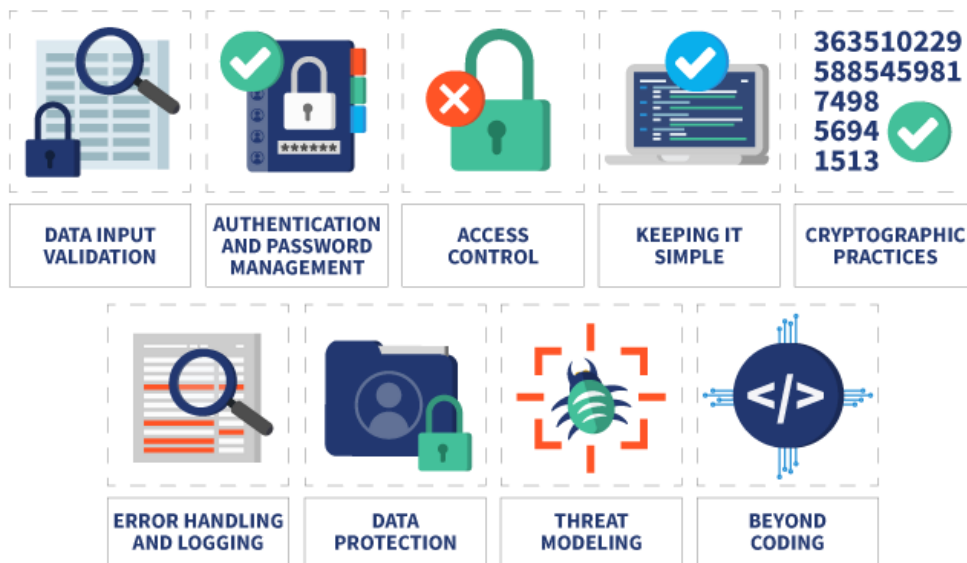 363510229
588545981
7498
5694
1513
******
DATA INPUT
VALIDATION
AUTHENTICATION
AND PASSWORD
MANAGEMENT
ACCESS
CONTROL
KEEPING IT
SIMPLE
CRYPTOGRAPHIC
PRACTICES
</>
ERROR HANDLING
AND LOGGING
DATA
PROTECTION
THREAT
MODELING
BEYOND
CODING